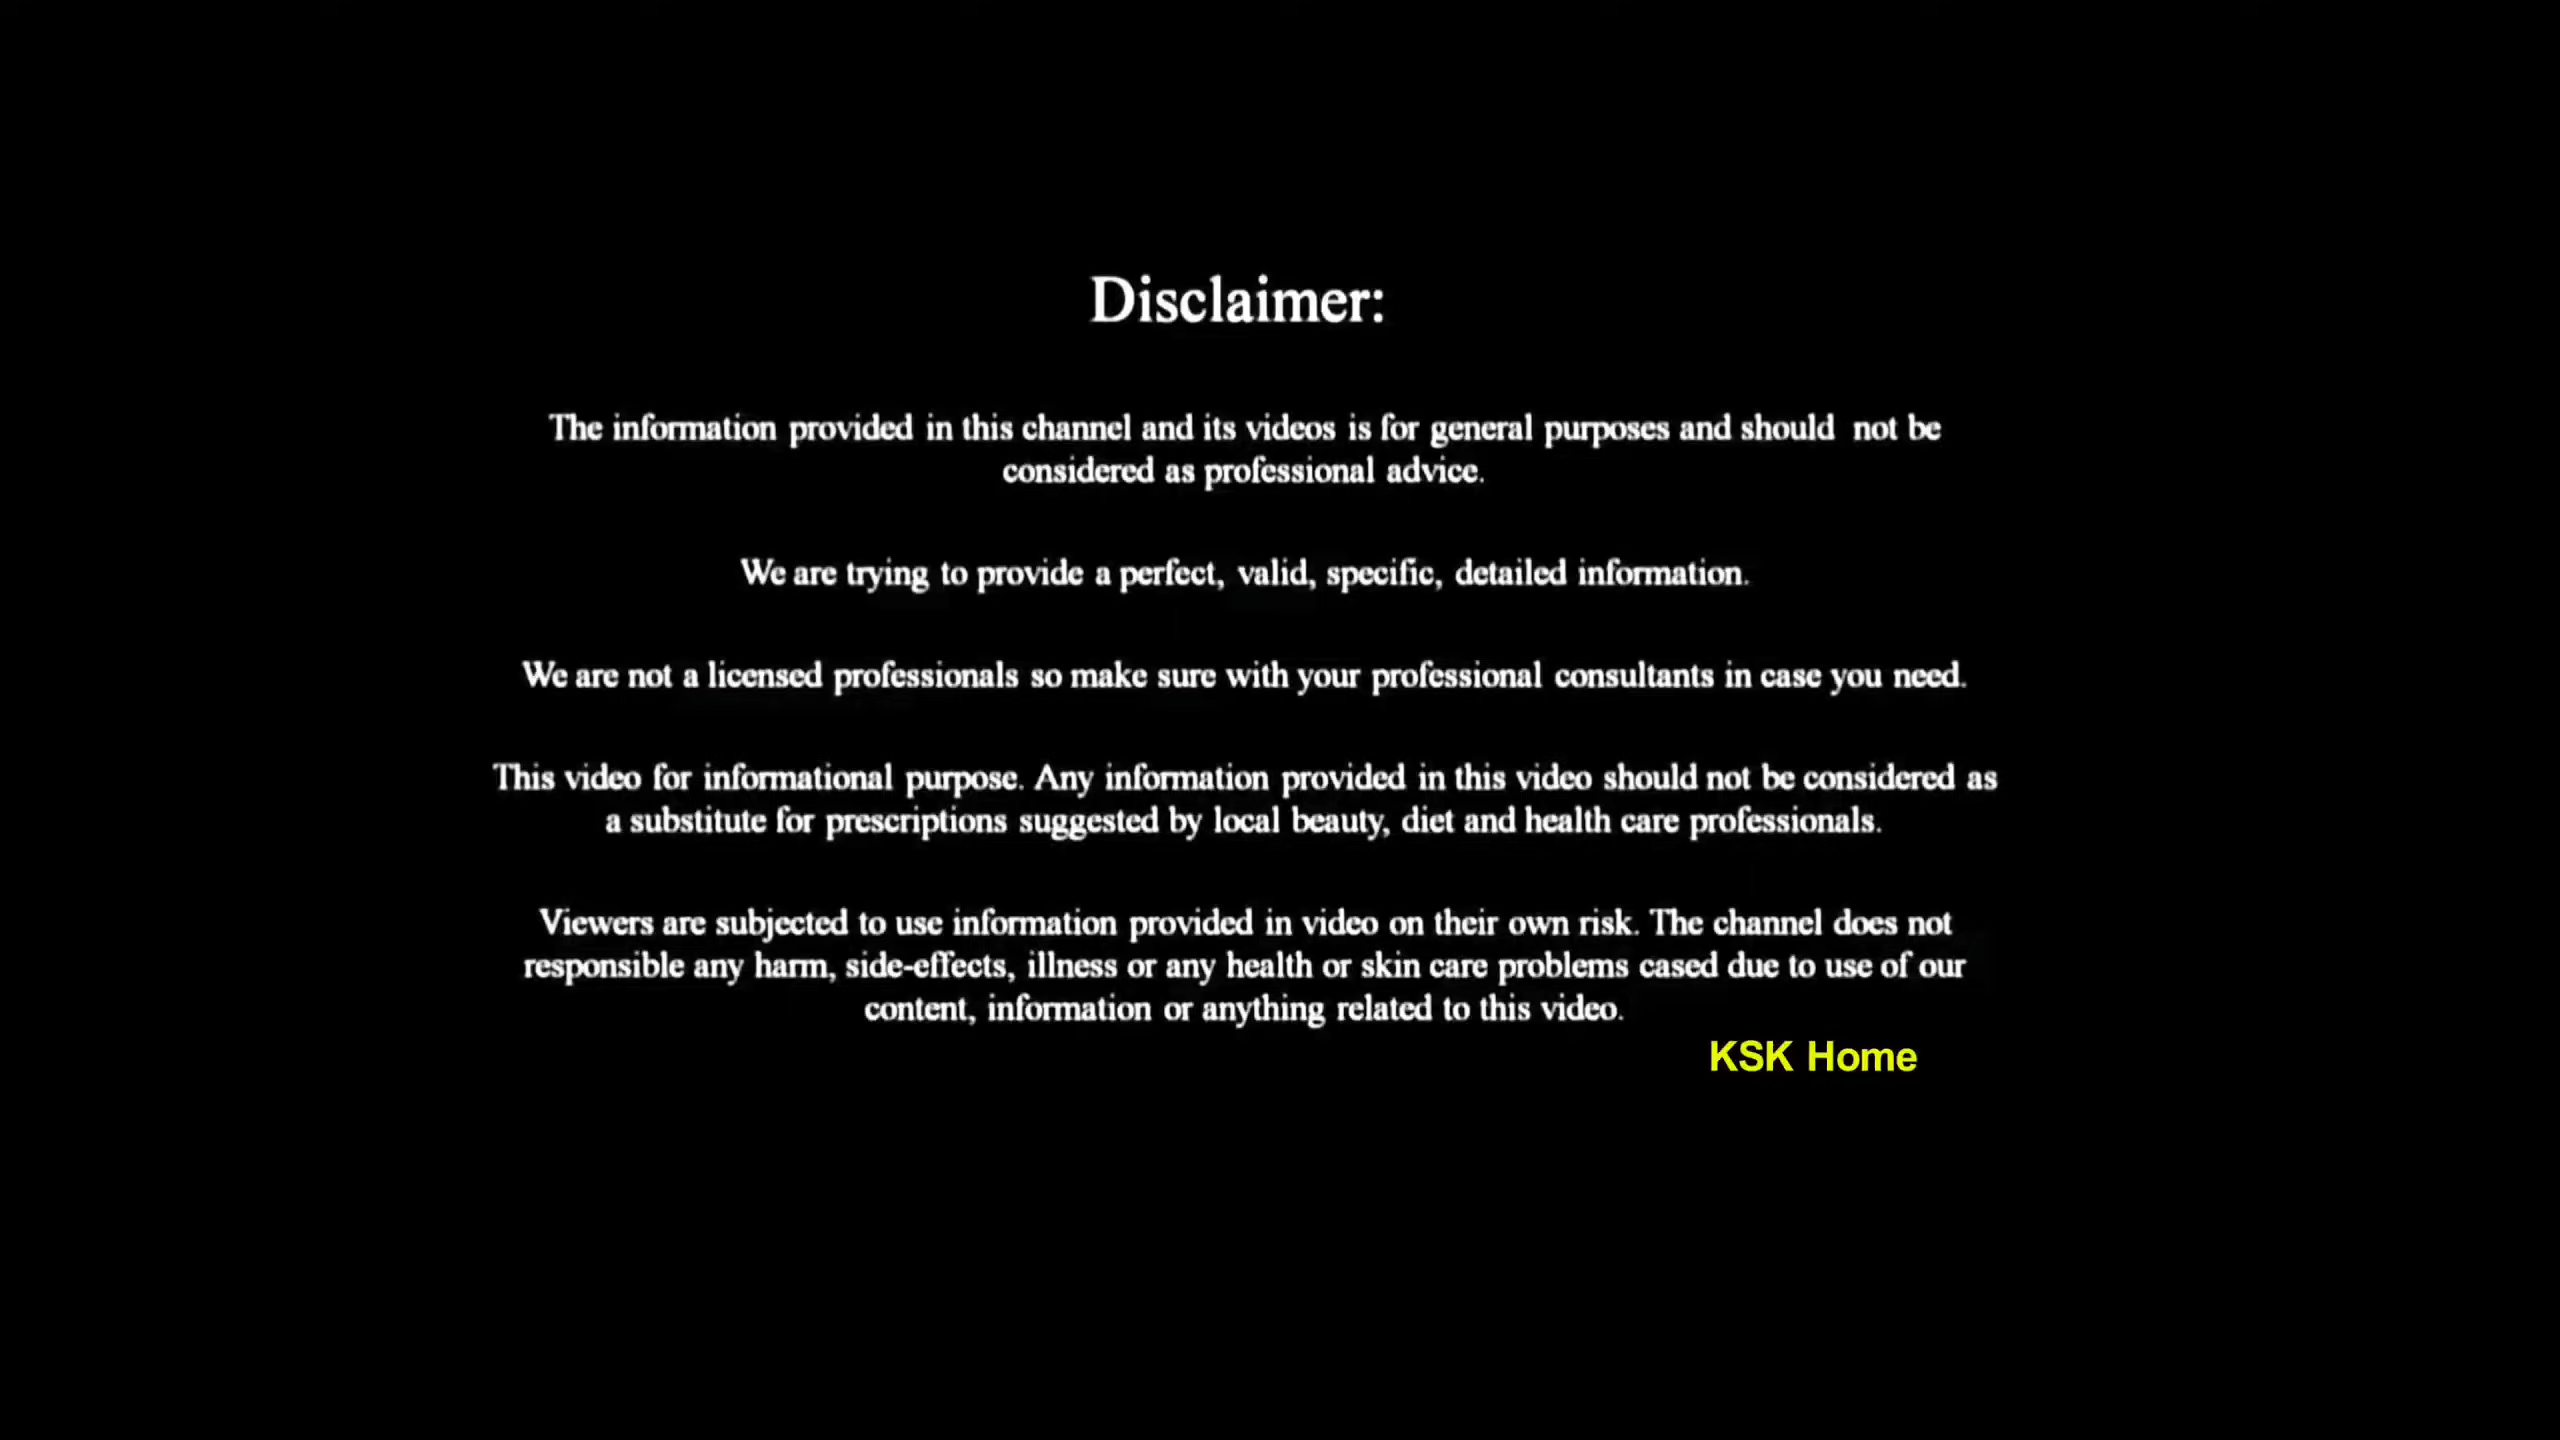 Disclaimer:
The information provided in this channel and its videos is for general purposes and should not be
considered as professional advice.
We are trying to provide a perfect, valid, specific, detailed information.
We are not a licensed professionals so make sure with your professional consultants in case you need.
This video for informational purpose. Any information provided in this video should not be considered as
a substitute for prescriptions suggested by local beauty, diet and health care professionals.
Viewers are subjected to use information provided in video on their own risk. The channel does not
responsible any harm, side-effects, illness or any health or skin care problems cased due to use of our
content, information or anything related to this video.
KSK Home